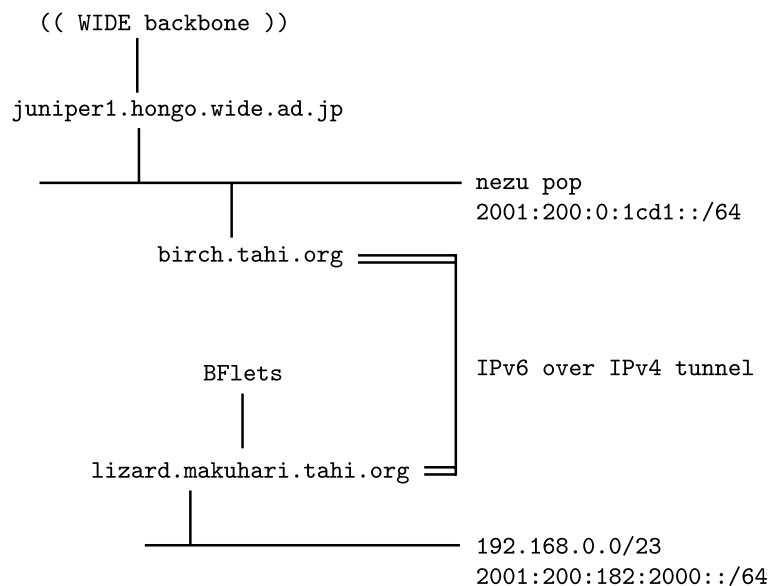 (( WIDE backbone ))
juniper1.hongo.wide.ad.jp
nezu pop
2001:200:0:1cd1::/64
birch.tahi.org
IPv6 over IPv4 tunnel
BFlets
lizard.makuhari.tahi.org
192.168.0.0/23
2001:200:182:2000::/64